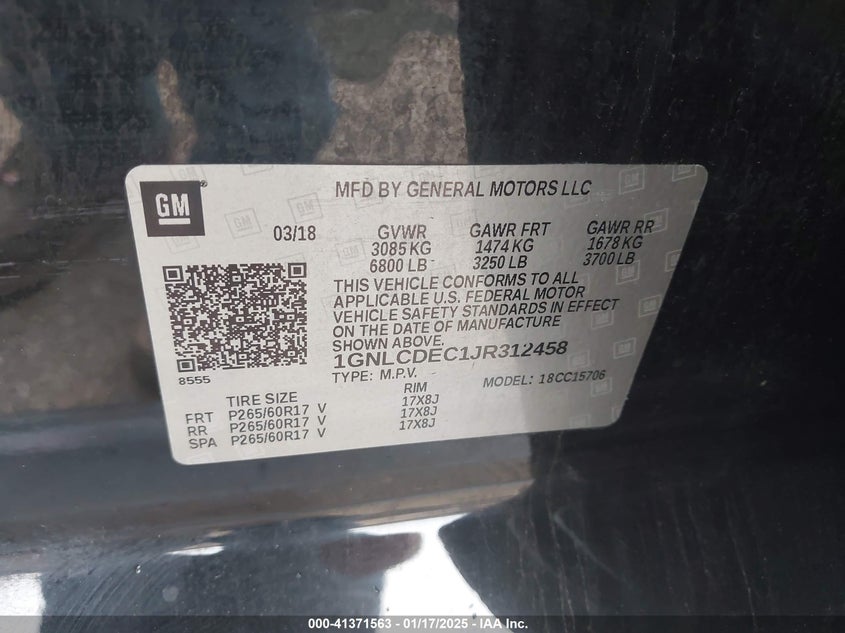 GM
MFD BY GENERAL MOTORS LLC
03/18 GVWR GAWR FRT GAWR RR
3085 KG 1474 KG 1678 KG
6800 LB 3250 LB 3700 LB
THIS VEHICLE CONFORMS TO ALL
APPLICABLE U.S. FEDERAL MOTOR
VEHICLE SAFETY STANDARDS IN EFFECT
ON THE DATE OF MANUFACTURE
SHOWN ABOVE.
1GNLCDEC1JR312458
8555
TYPE: M.P.V. MODEL: 18CC15706
TIRE SIZE RIM
FRT P265/60R17 V 17X8J
RR P265/60R17 V 17X8J
SPA P265/60R17 V 17X8J
000-41371563 - 01/17/2025 - IAAI.COM